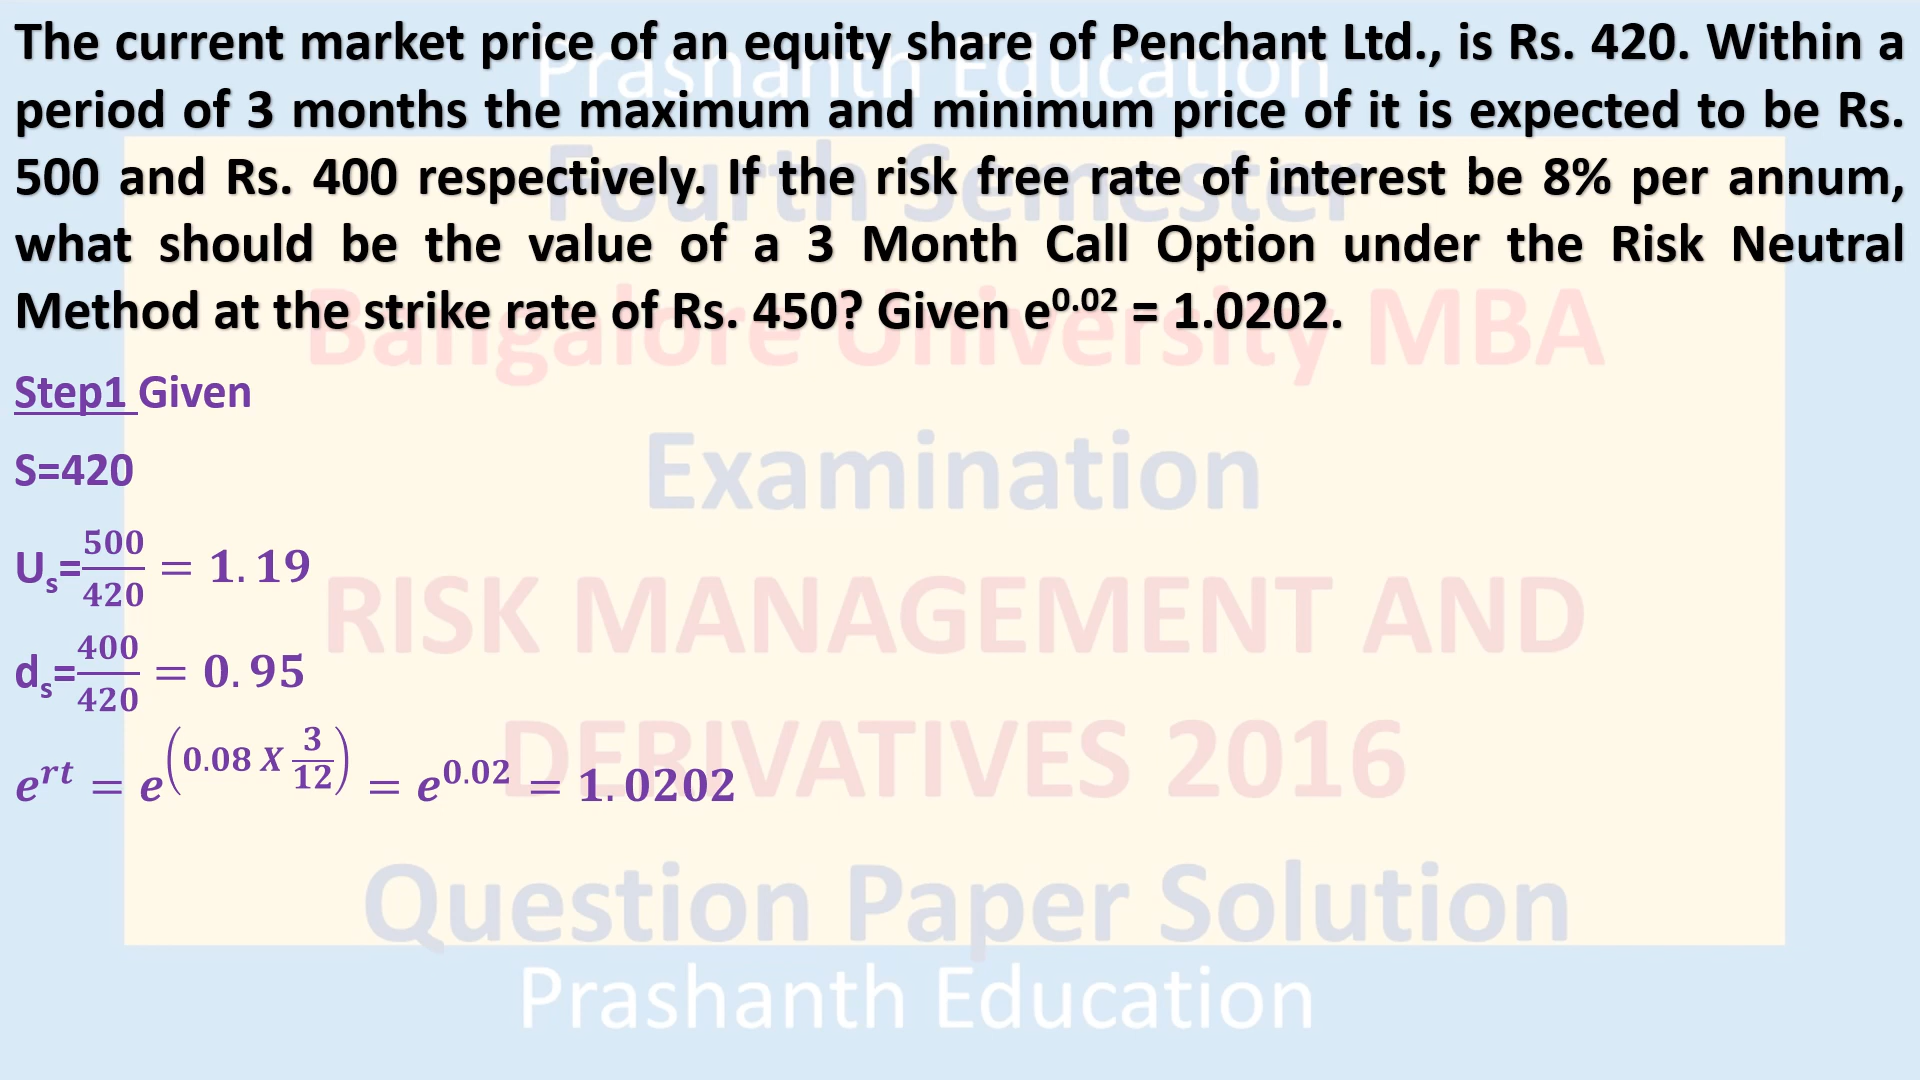 The current market price of an equity share of Penchant Ltd., is Rs. 420. Within a
period of 3 months the maximum and minimum price of it is expected to be Rs.
500 and Rs. 400 respectively. If the risk free rate of interest be 8% per annum,
what should be the value of a 3 Month Call Option under the Risk Neutral
Method at the strike rate of Rs. 450? Given e^0.02 = 1.0202.
Step1 Given
S=420
U_s=500/420 = 1.19
d_s=400/420 = 0.95
e^rt = e^(0.08 X 3/12) = e^0.02 = 1.0202
Prashanth Education
Fourth Semester
Bangalore University MBA
Examination
RISK MANAGEMENT AND
DERIVATIVES 2016
Question Paper Solution
Prashanth Education